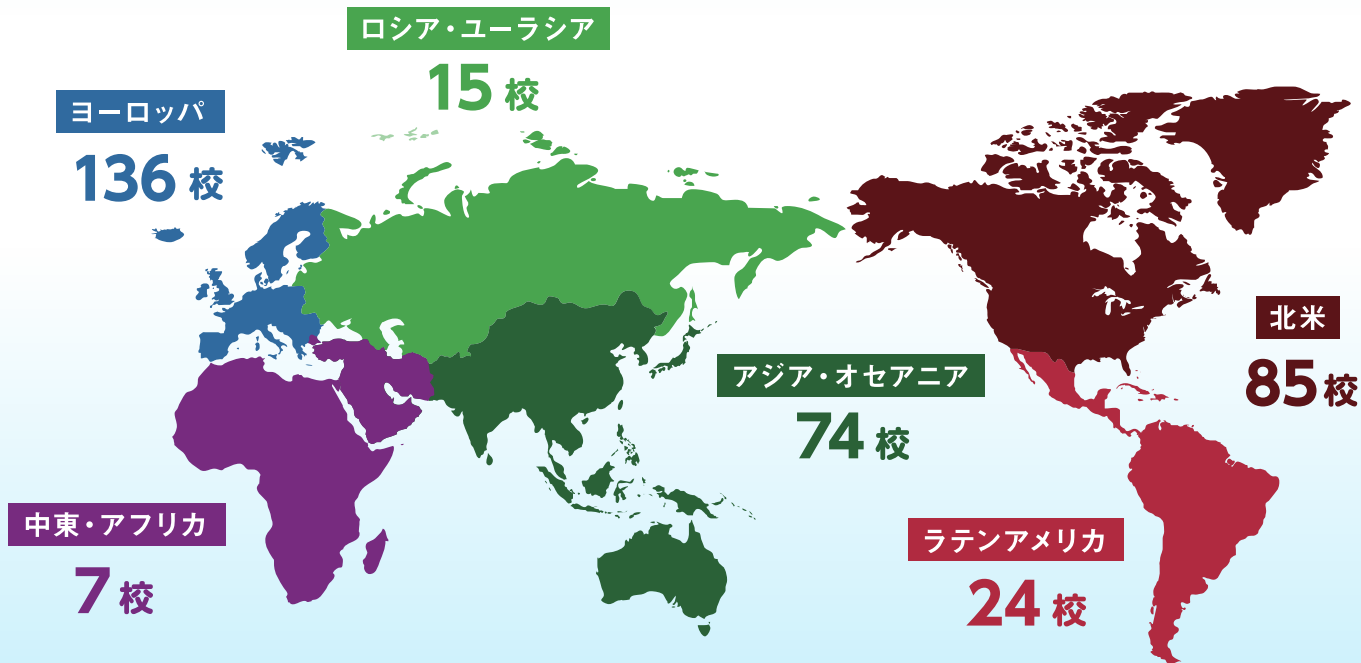 ロシア・ユーラシア
15 校
ヨーロッパ
136 校
北米
85 校
アジア・オセアニア
74 校
中東・アフリカ
7 校
ラテンアメリカ
24 校